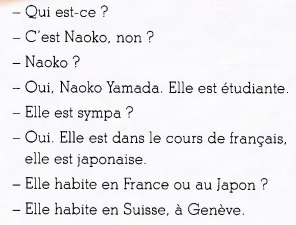 – Qui est-ce ?
– C'est Naoko, non ?
– Naoko ?
– Oui, Naoko Yamada. Elle est étudiante.
– Elle est sympa ?
– Oui. Elle est dans le cours de français,
elle est japonaise.
– Elle habite en France ou au Japon ?
– Elle habite en Suisse, à Genève.